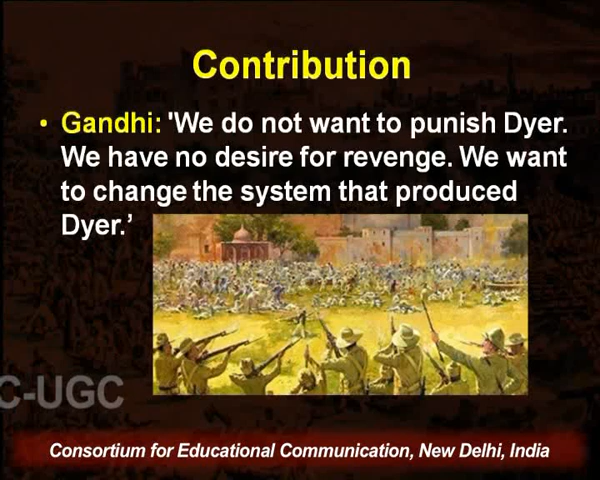 Contribution
• Gandhi: 'We do not want to punish Dyer.
We have no desire for revenge. We want
to change the system that produced
Dyer.’
C-UGC
Consortium for Educational Communication, New Delhi, India